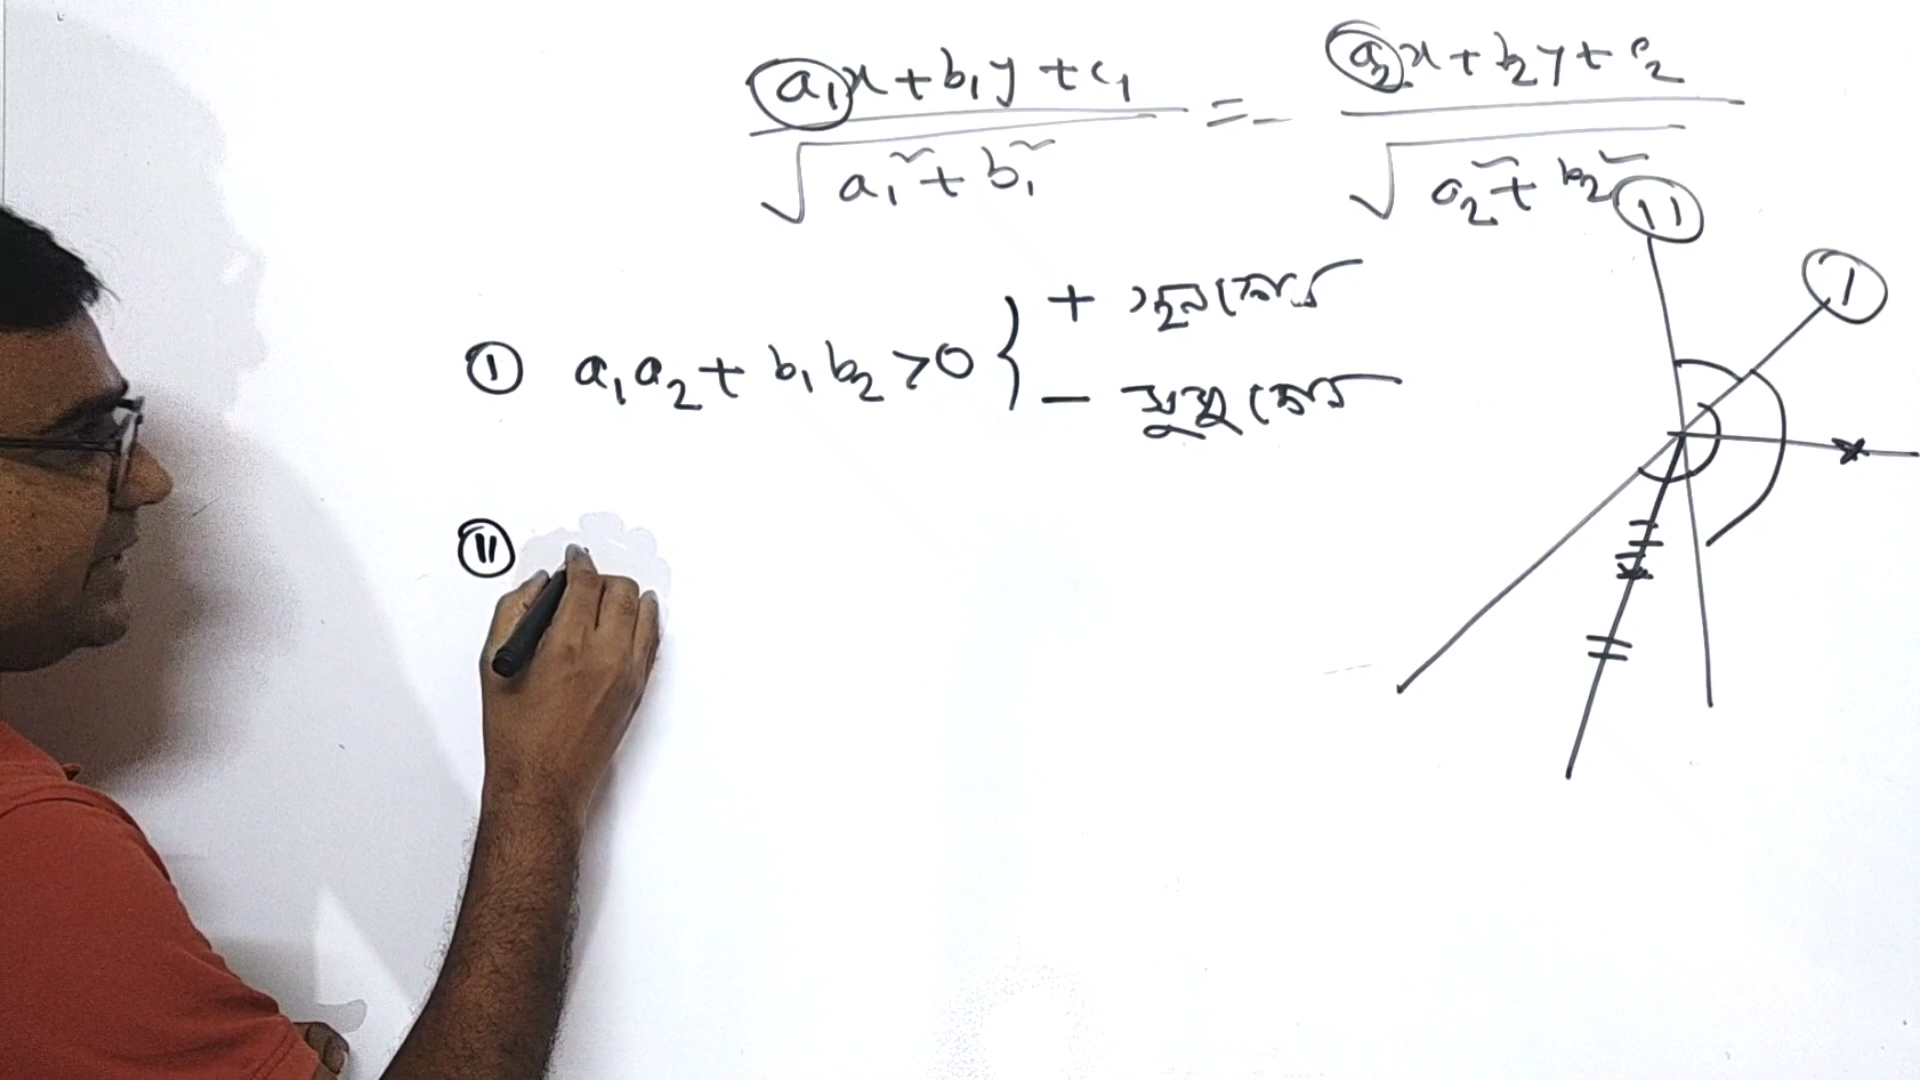 a₁x + b₁y + c₁ / √(a₁² + b₁²) = - a₂x + b₂y + c₂ / √(a₂² + b₂²)
① a₁a₂ + b₁b₂ > 0 { + স্থূলকোণ
− সূক্ষ্মকোণ
⑪
⑪
①